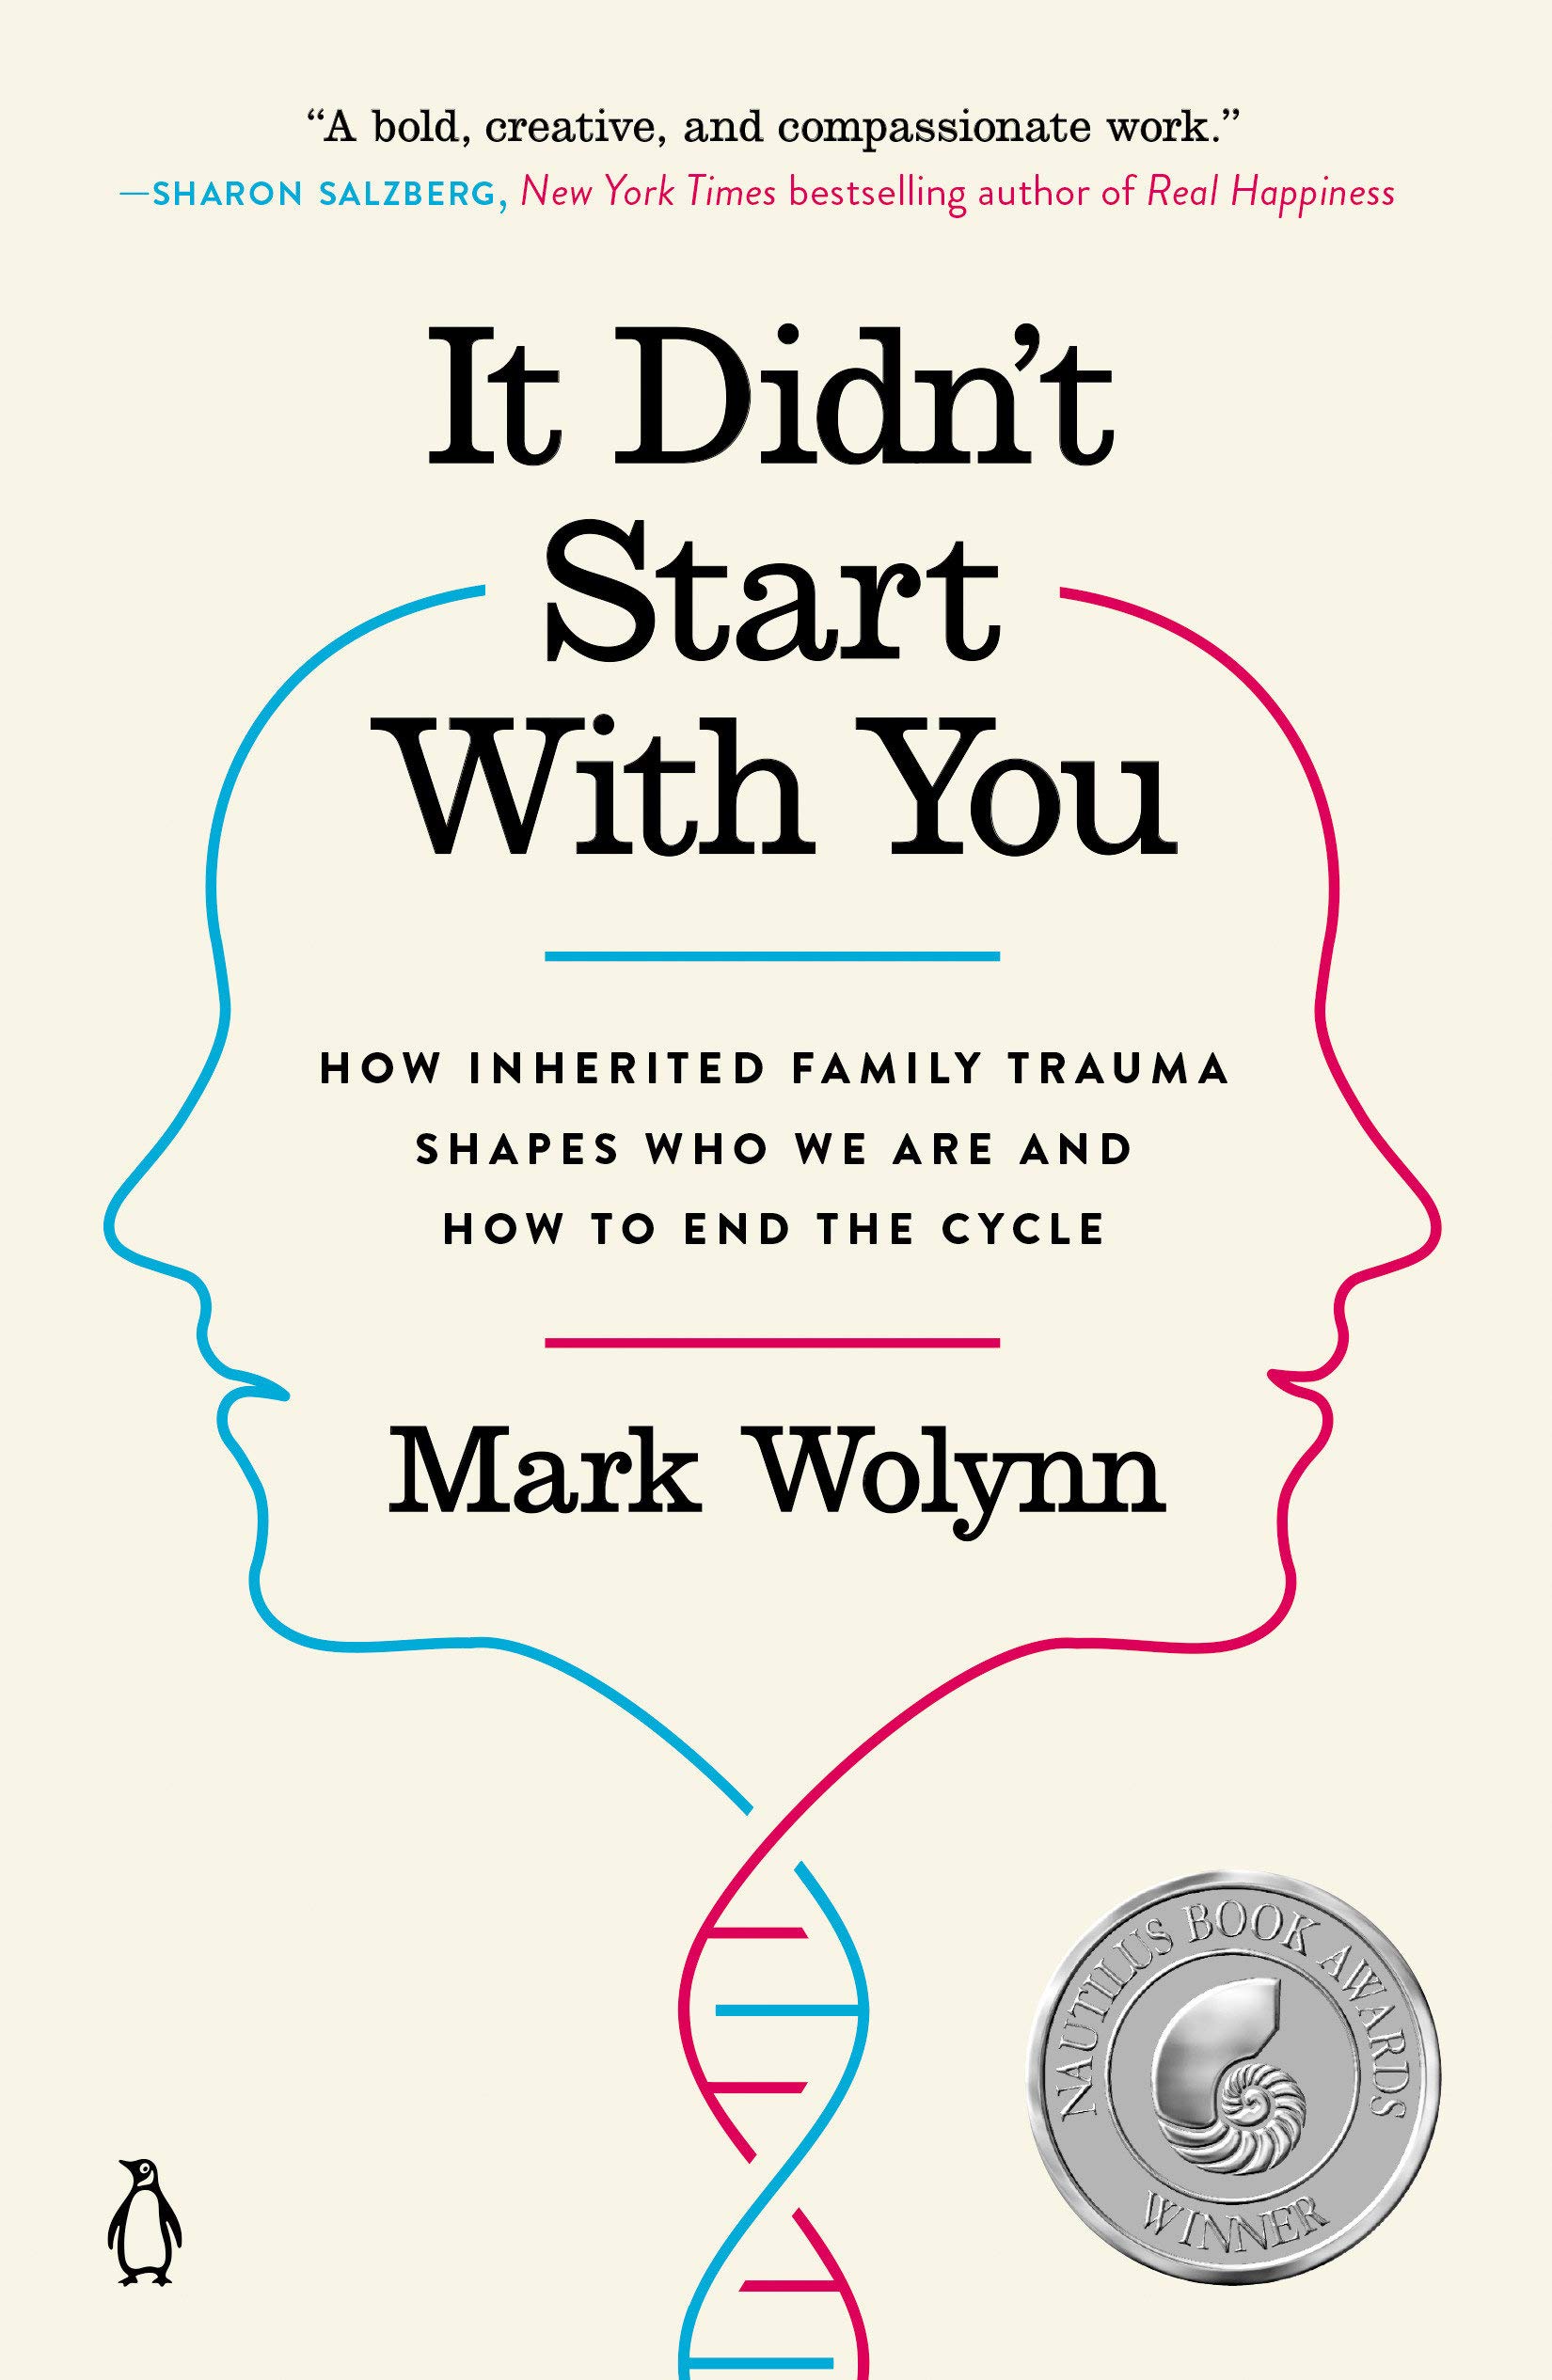 “A bold, creative, and compassionate work.”
—SHARON SALZBERG, New York Times bestselling author of Real Happiness
It Didn’t
Start
With You
HOW INHERITED FAMILY TRAUMA
SHAPES WHO WE ARE AND
HOW TO END THE CYCLE
Mark Wolynn
NAUTILUS BOOK AWARDS
WINNER